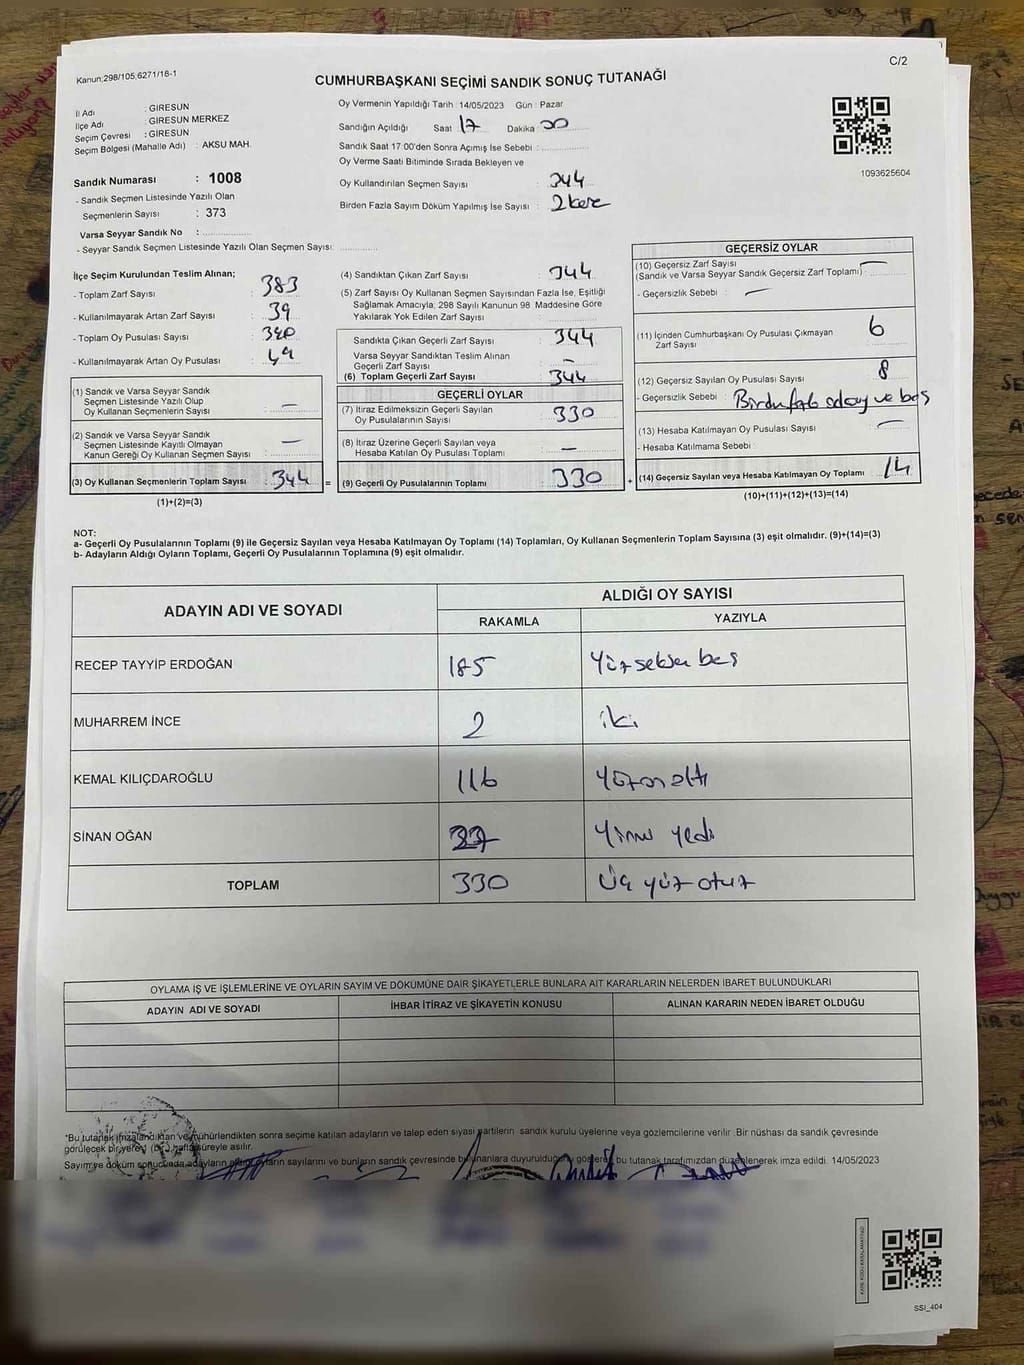 Kanun;298/105;6271/16-1
C/2
CUMHURBAŞKANI SEÇİMİ SANDIK SONUÇ TUTANAĞI
İl Adı : GİRESUN
İlçe Adı : GİRESUN MERKEZ
Seçim Çevresi : GİRESUN
Seçim Bölgesi (Mahalle Adı) : AKSU MAH.
Sandık Numarası : 1008
- Sandık Seçmen Listesinde Yazılı Olan
Seçmenlerin Sayısı : 373
Varsa Seyyar Sandık No :
- Seyyar Sandık Seçmen Listesinde Yazılı Olan Seçmen Sayısı:
Oy Vermenin Yapıldığı Tarih : 14/05/2023 Gün : Pazar
Sandığın Açıldığı Saat : 17 Dakika : 00
Sandık Saat 17:00'den Sonra Açımış İse Sebebi :
Oy Verme Saati Bitiminde Sırada Bekleyen ve
Oy Kullandırılan Seçmen Sayısı : 344
Birden Fazla Sayım Döküm Yapılmış İse Sayısı : 2 kere
1093625604
İlçe Seçim Kurulundan Teslim Alınan;
- Toplam Zarf Sayısı : 383
- Kullanılmayarak Artan Zarf Sayısı : 39
- Toplam Oy Pusulası Sayısı :
- Kullanılmayarak Artan Oy Pusulası :
(1) Sandık ve Varsa Seyyar Sandık
Seçmen Listesinde Yazılı Olup
Oy Kullanan Seçmenlerin Sayısı : —
(2) Sandık ve Varsa Seyyar Sandık
Seçmen Listesinde Kayıtlı Olmayan
Kanun Gereği Oy Kullanan Seçmen Sayısı : —
(3) Oy Kullanan Seçmenlerin Toplam Sayısı : 344 =
(1)+(2)=(3)
(4) Sandıktan Çıkan Zarf Sayısı : 344
(5) Zarf Sayısı Oy Kullanan Seçmen Sayısından Fazla İse, Eşitliği
Sağlamak Amacıyla, 298 Sayılı Kanunun 98 Maddesine Göre
Yakılarak Yok Edilen Zarf Sayısı :
Sandıkta Çıkan Geçerli Zarf Sayısı : 344
Varsa Seyyar Sandıktan Teslim Alınan
Geçerli Zarf Sayısı : —
(6) Toplam Geçerli Zarf Sayısı : 344
GEÇERLİ OYLAR
(7) İtiraz Edilmeksizin Geçerli Sayılan
Oy Pusulalarının Sayısı : 330
(8) İtiraz Üzerine Geçerli Sayılan veya
Hesaba Katılan Oy Pusulası Toplamı : —
(9) Geçerli Oy Pusulalarının Toplamı : 330 +
GEÇERSİZ OYLAR
(10) Geçersiz Zarf Sayısı
(Sandık ve Varsa Seyyar Sandık Geçersiz Zarf Toplamı) : —
- Geçersizlik Sebebi : —
(11) İçinden Cumhurbaşkanı Oy Pusulası Çıkmayan
Zarf Sayısı : 6
(12) Geçersiz Sayılan Oy Pusulası Sayısı : 8
- Geçersizlik Sebebi : ve boş
(13) Hesaba Katılmayan Oy Pusulası Sayısı : —
- Hesaba Katılmama Sebebi :
(14) Geçersiz Sayılan veya Hesaba Katılmayan Oy Toplamı : 14
(10)+(11)+(12)+(13)=(14)
NOT:
a- Geçerli Oy Pusulalarının Toplamı (9) ile Geçersiz Sayılan veya Hesaba Katılmayan Oy Toplamı (14) Toplamları, Oy Kullanan Seçmenlerin Toplam Sayısına (3) eşit olmalıdır. (9)+(14)=(3)
b- Adayların Aldığı Oyların Toplamı, Geçerli Oy Pusulalarının Toplamına (9) eşit olmalıdır.
ADAYIN ADI VE SOYADI
ALDIĞI OY SAYISI
RAKAMLA YAZIYLA
RECEP TAYYİP ERDOĞAN 185 Yüz seksen beş
MUHARREM İNCE 2 iki
KEMAL KILIÇDAROĞLU 116 Yüz on altı
SİNAN OĞAN 27 Yirmi yedi
TOPLAM 330 Üç yüz otuz
OYLAMA İŞ VE İŞLEMLERİNE VE OYLARIN SAYIM VE DÖKÜMÜNE DAİR ŞİKAYETLERLE BUNLARA AİT KARARLARIN NELERDEN İBARET BULUNDUKLARI
ADAYIN ADI VE SOYADI İHBAR İTİRAZ VE ŞİKAYETİN KONUSU ALINAN KARARIN NEDEN İBARET OLDUĞU
*Bu tutanak imzalandıktan ve mühürlendikten sonra seçime katılan adayların ve talep eden siyasi partilerin sandık kurulu üyelerine veya gözlemcilerine verilir .Bir nüshası da sandık çevresinde
görülecek bir yere (bir) hafta süreyle asılır.
Sayım ve döküm sonucunda adayların aldığı oyların sayılarını ve bunların sandık çevresinde bulunanlara duyurulduğunu gösteren bu tutanak tarafımızdan düzenlenerek imza edildi. 14/05/2023
SSİ_404